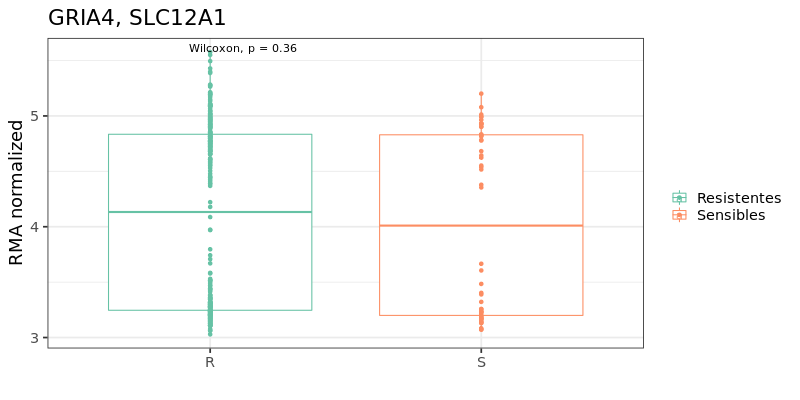 GRIA4, SLC12A1
Wilcoxon, p = 0.36
RMA normalized
5
4
3
R
S
Resistentes
Sensibles